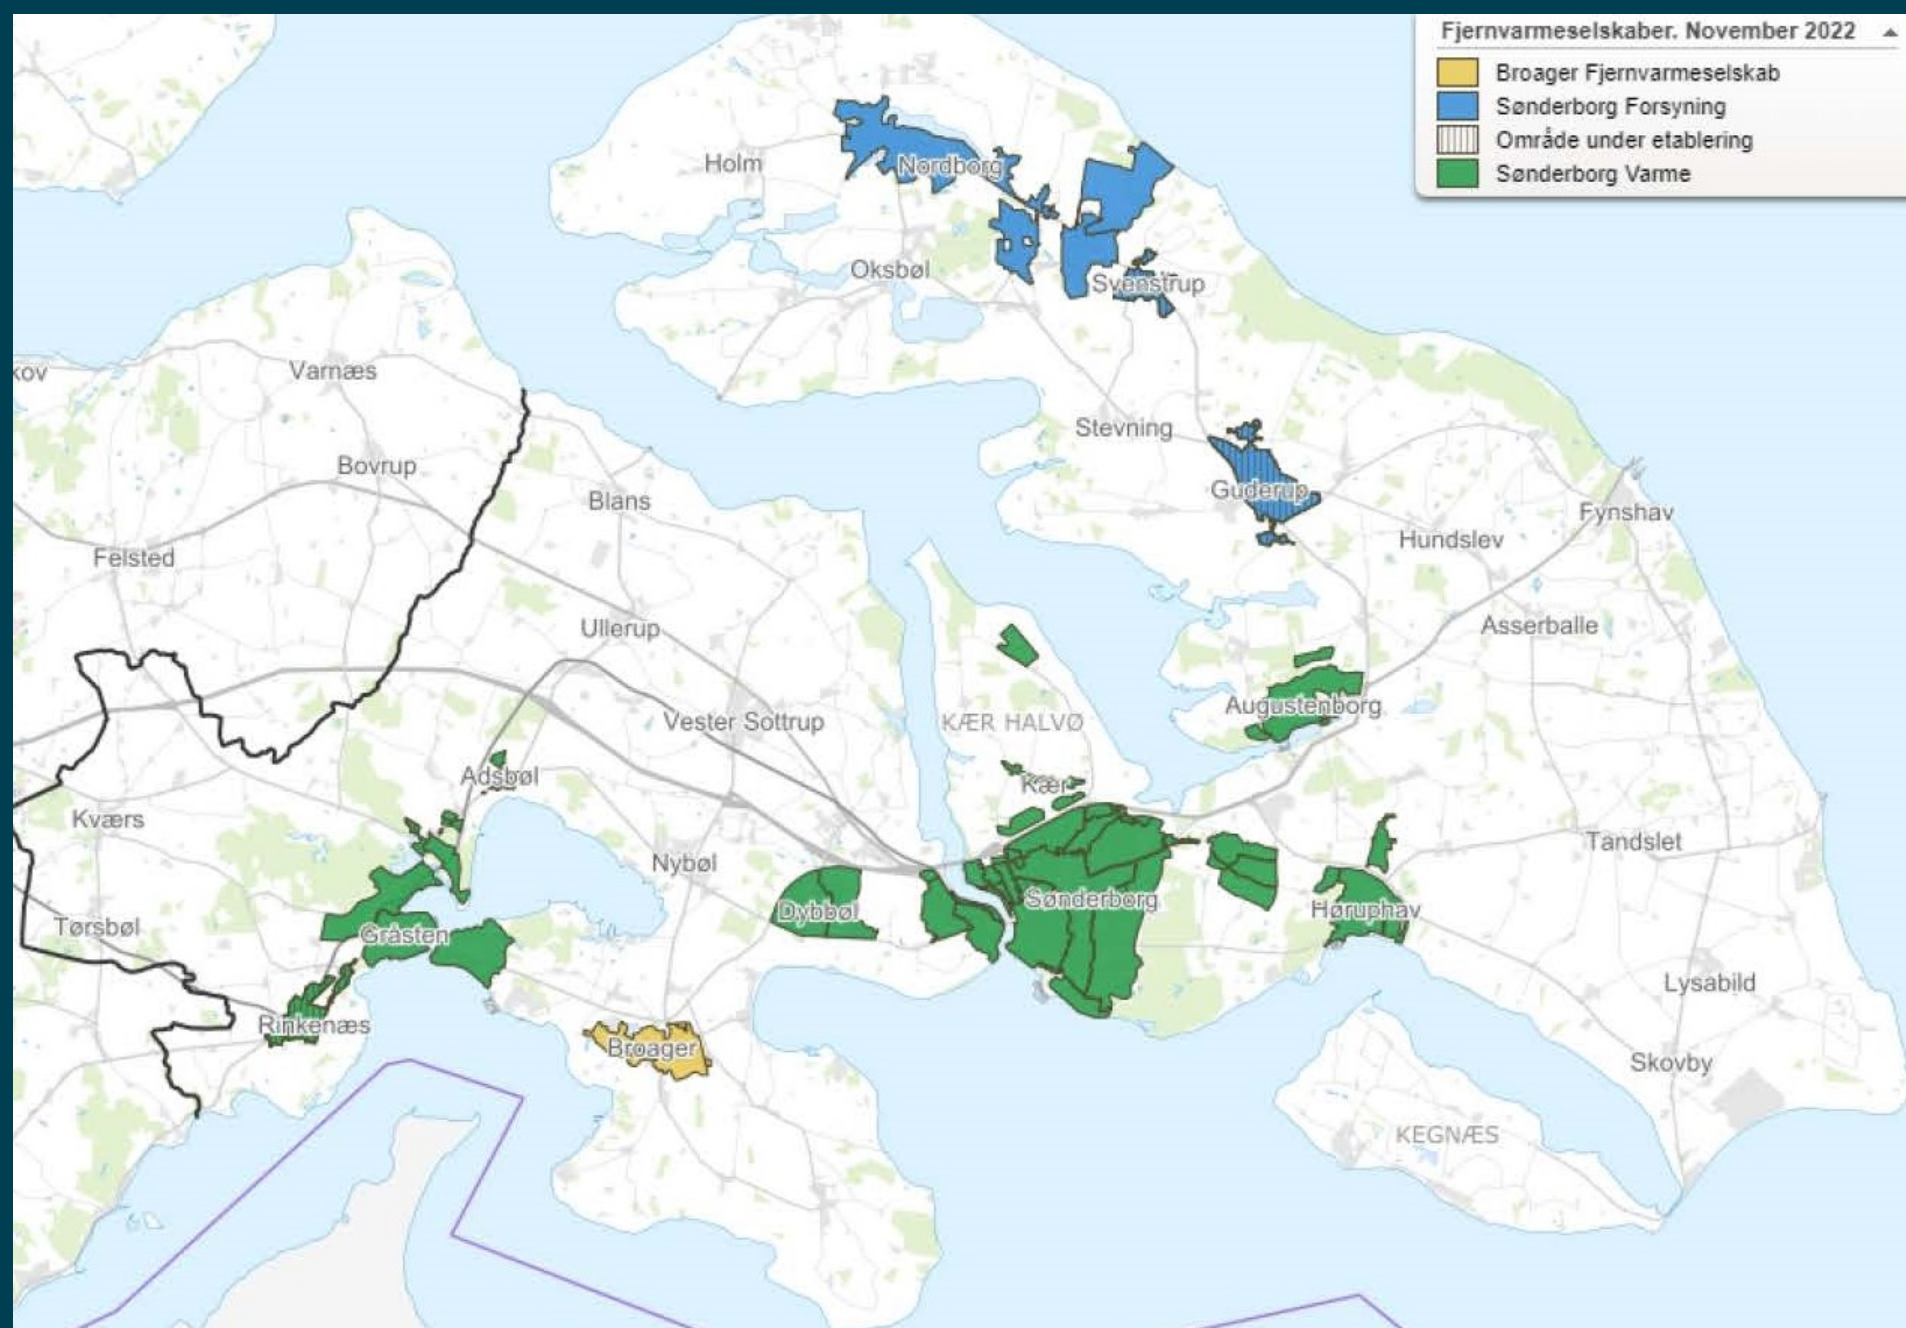 Fjernvarmeselskaber. November 2022
Broager Fjernvarmeselskab
Sønderborg Forsyning
Område under etablering
Sønderborg Varme
Holm
Nordborg
Oksbøl
Svenstrup
kov
Varnæs
Stevning
Bovrup
Blans
Guderup
Fynshav
Hundslev
Felsted
Ullerup
Asserballe
Augustenborg
Vester Sottrup
KÆR HALVØ
Adsbøl
Kær
Kværs
Tandslet
Nybøl
Sønderborg
Dybbøl
Høruphav
Tørsbøl
Gråsten
Lysabild
Rinkenæs
Broager
Skovby
KEGNÆS